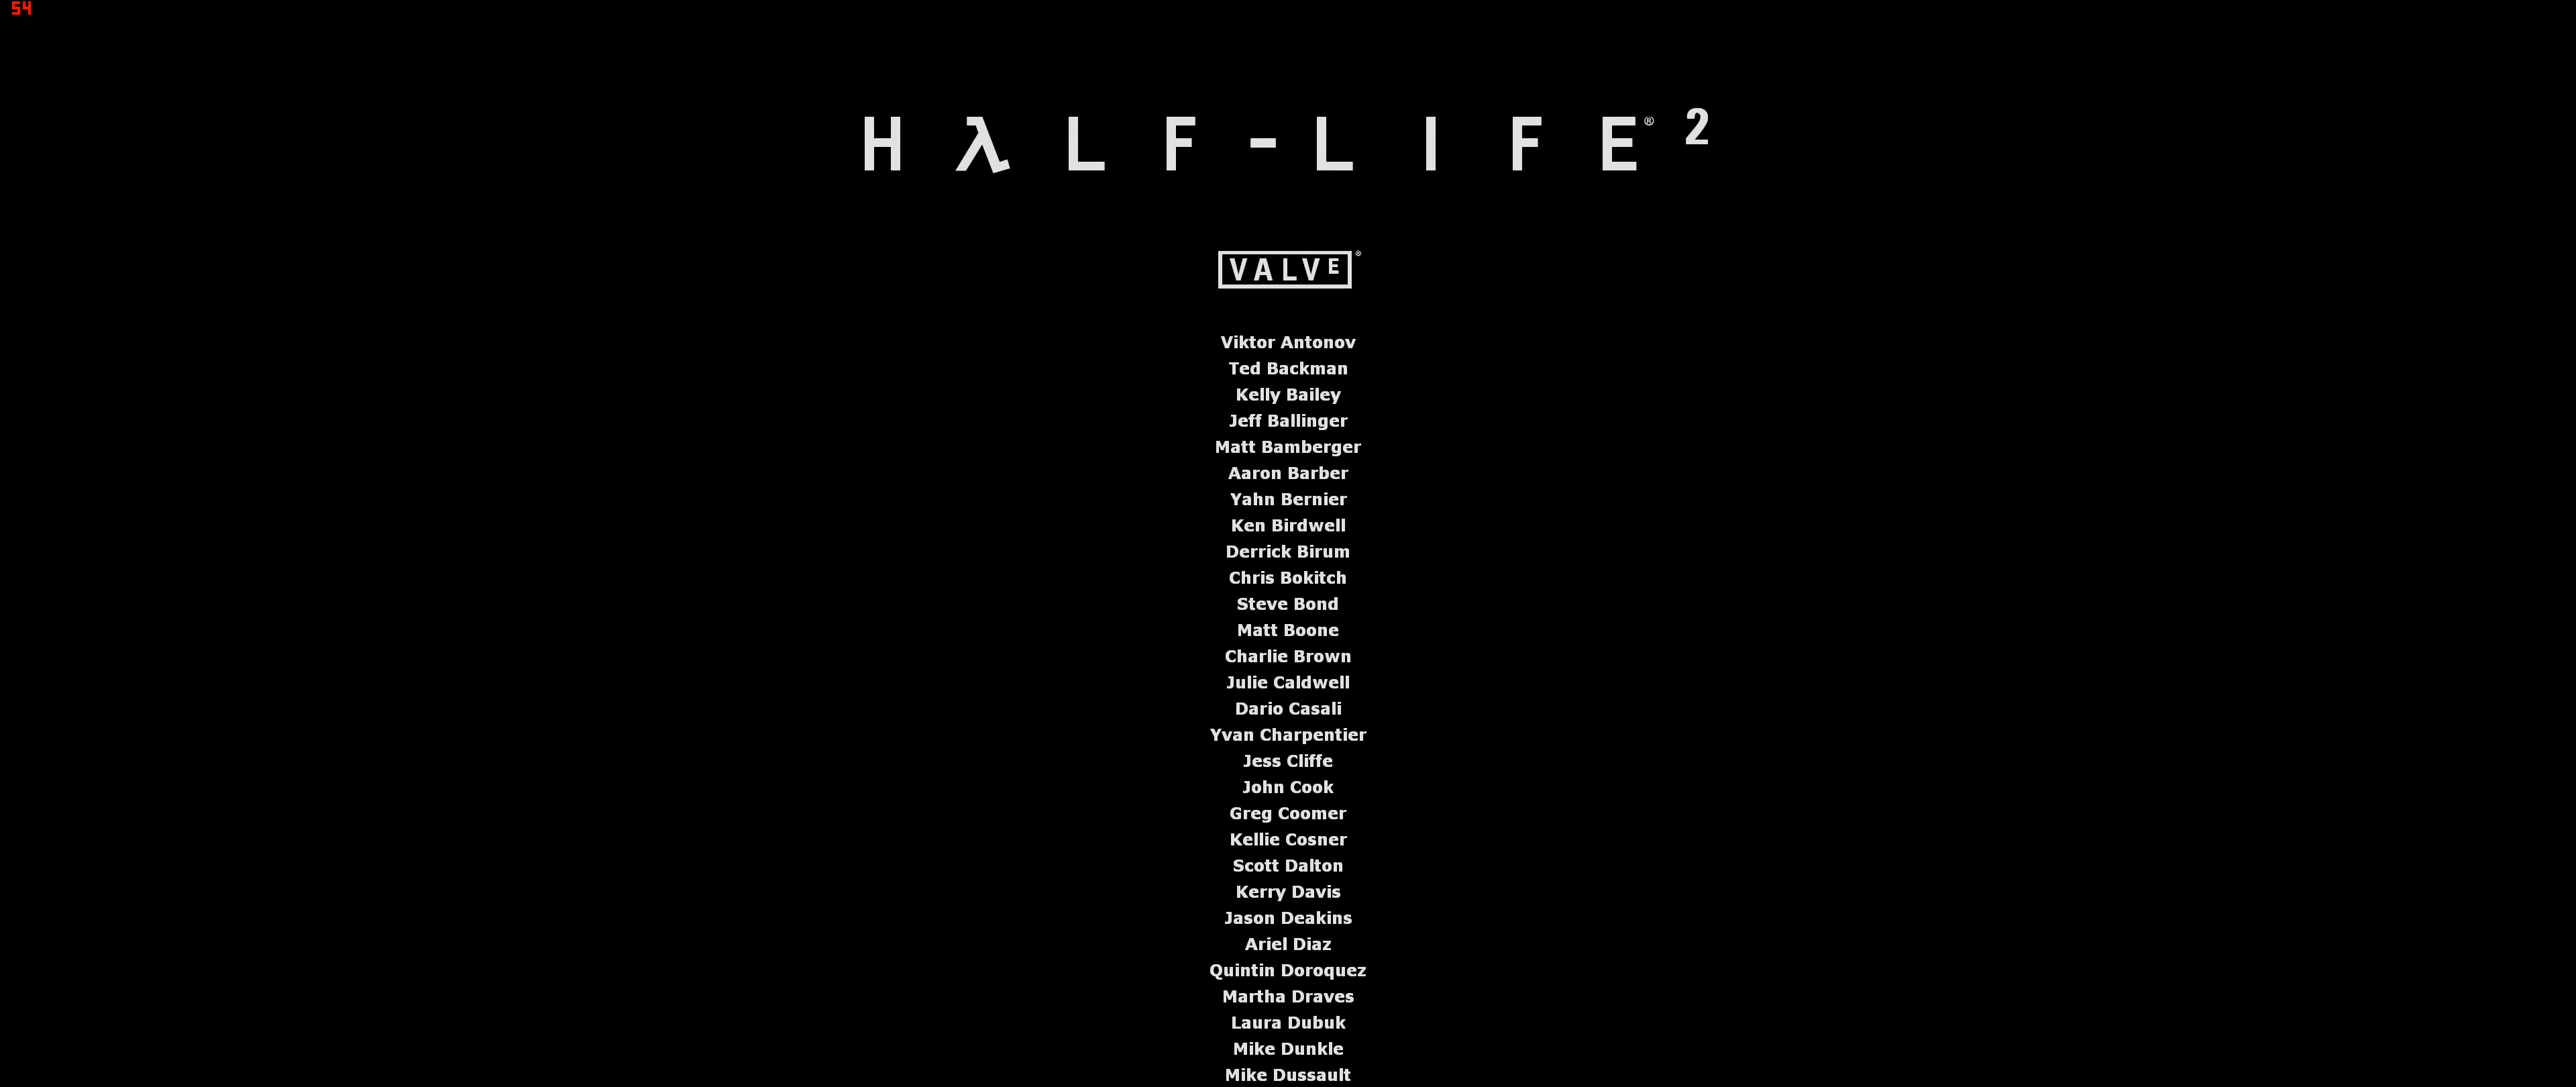 54
HλLF-LIFE® 2
VALVE®
Viktor Antonov
Ted Backman
Kelly Bailey
Jeff Ballinger
Matt Bamberger
Aaron Barber
Yahn Bernier
Ken Birdwell
Derrick Birum
Chris Bokitch
Steve Bond
Matt Boone
Charlie Brown
Julie Caldwell
Dario Casali
Yvan Charpentier
Jess Cliffe
John Cook
Greg Coomer
Kellie Cosner
Scott Dalton
Kerry Davis
Jason Deakins
Ariel Diaz
Quintin Doroquez
Martha Draves
Laura Dubuk
Mike Dunkle
Mike Dussault